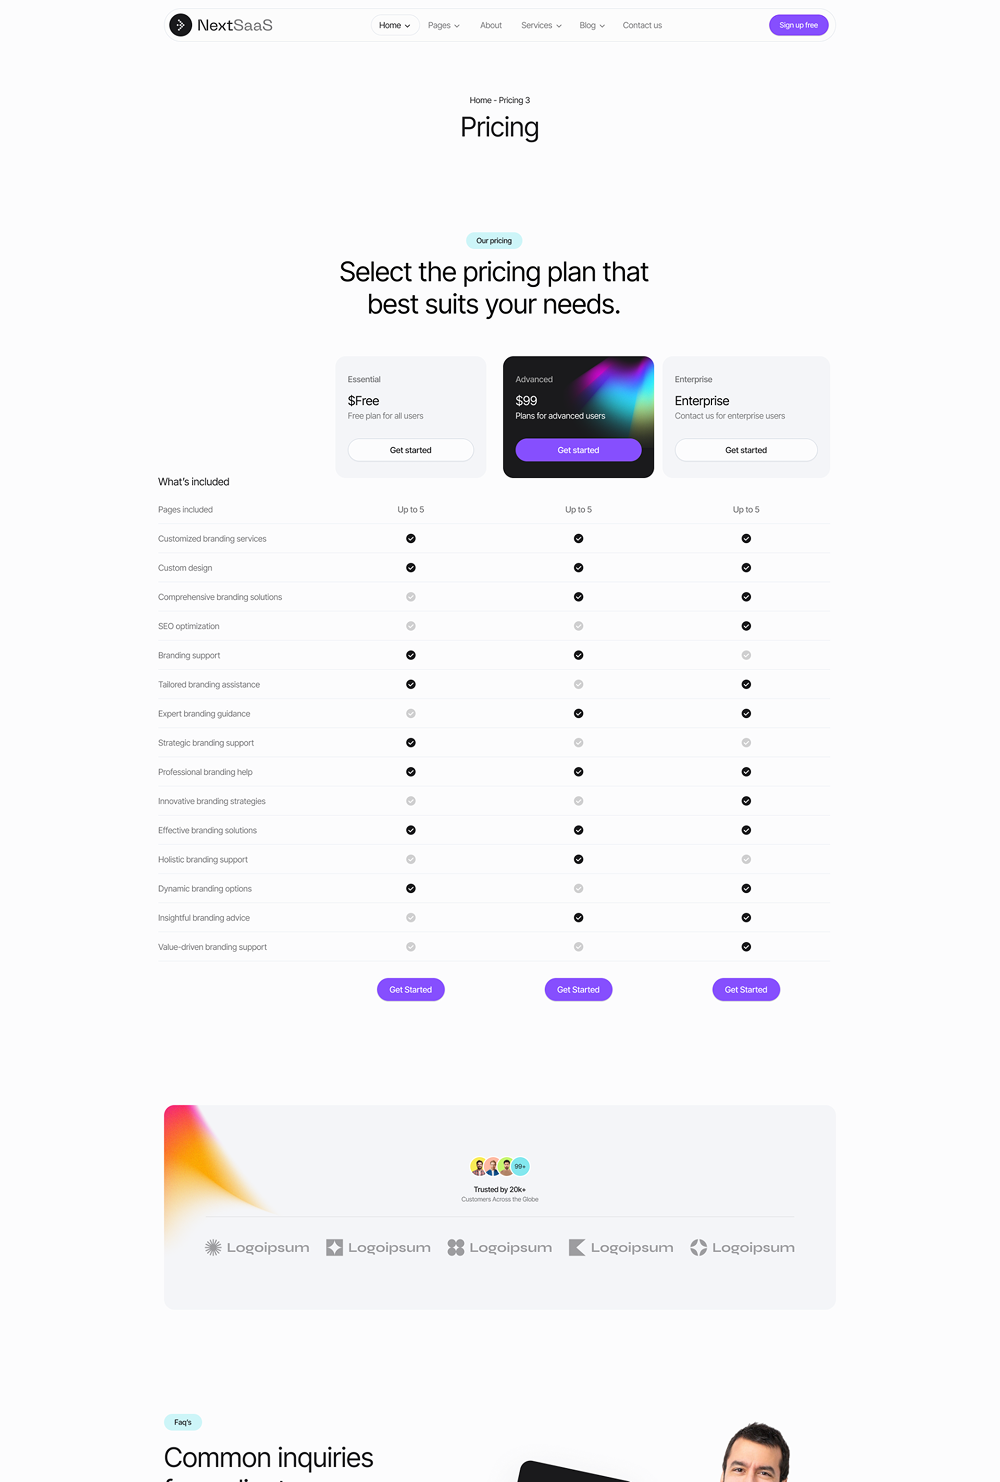 NextSaaS
Home Pages About Services Blog Contact us
Sign up free
Home - Pricing 3
Pricing
Our pricing
Select the pricing plan that
best suits your needs.
Essential
$Free
Free plan for all users
Get started
Advanced
$99
Plans for advanced users
Get started
Enterprise
Enterprise
Contact us for enterprise users
Get started
What's included
Pages included Up to 5 Up to 5 Up to 5
Customized branding services
Custom design
Comprehensive branding solutions
SEO optimization
Branding support
Tailored branding assistance
Expert branding guidance
Strategic branding support
Professional branding help
Innovative branding strategies
Effective branding solutions
Holistic branding support
Dynamic branding options
Insightful branding advice
Value-driven branding support
Get Started Get Started Get Started
99+
Trusted by 20k+
Customers Across the Globe
Logoipsum Logoipsum Logoipsum Logoipsum Logoipsum
Faq's
Common inquiries